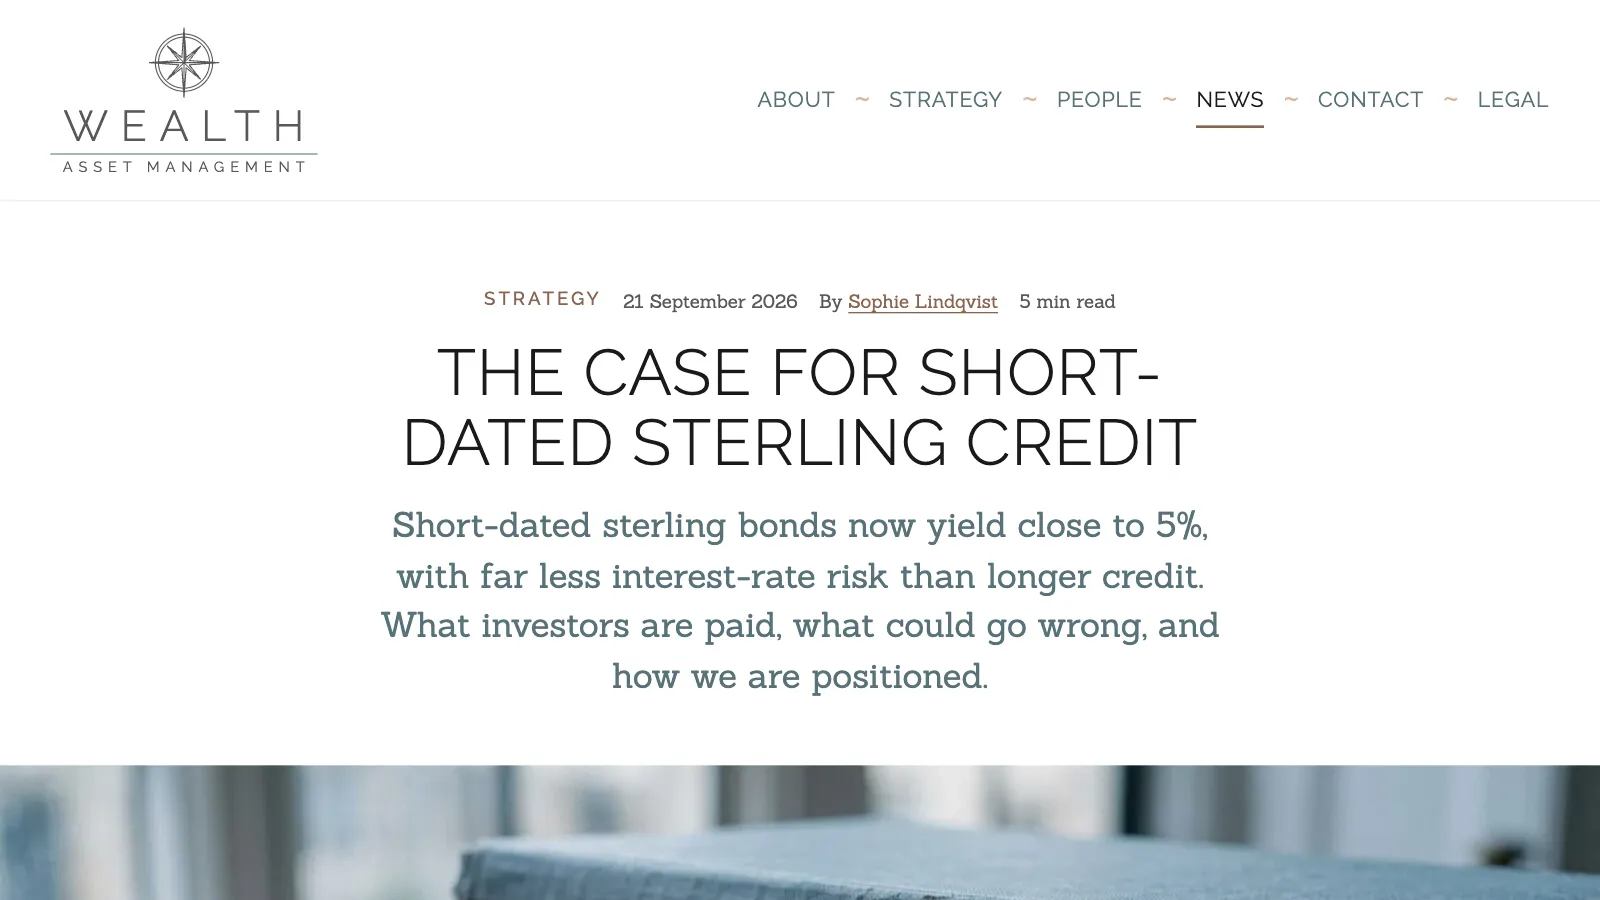 WEALTH
ASSET MANAGEMENT
ABOUT ~ STRATEGY ~ PEOPLE ~ NEWS ~ CONTACT ~ LEGAL
STRATEGY 21 September 2026 By Sophie Lindqvist 5 min read
THE CASE FOR SHORT-
DATED STERLING CREDIT
Short-dated sterling bonds now yield close to 5%,
with far less interest-rate risk than longer credit.
What investors are paid, what could go wrong, and
how we are positioned.